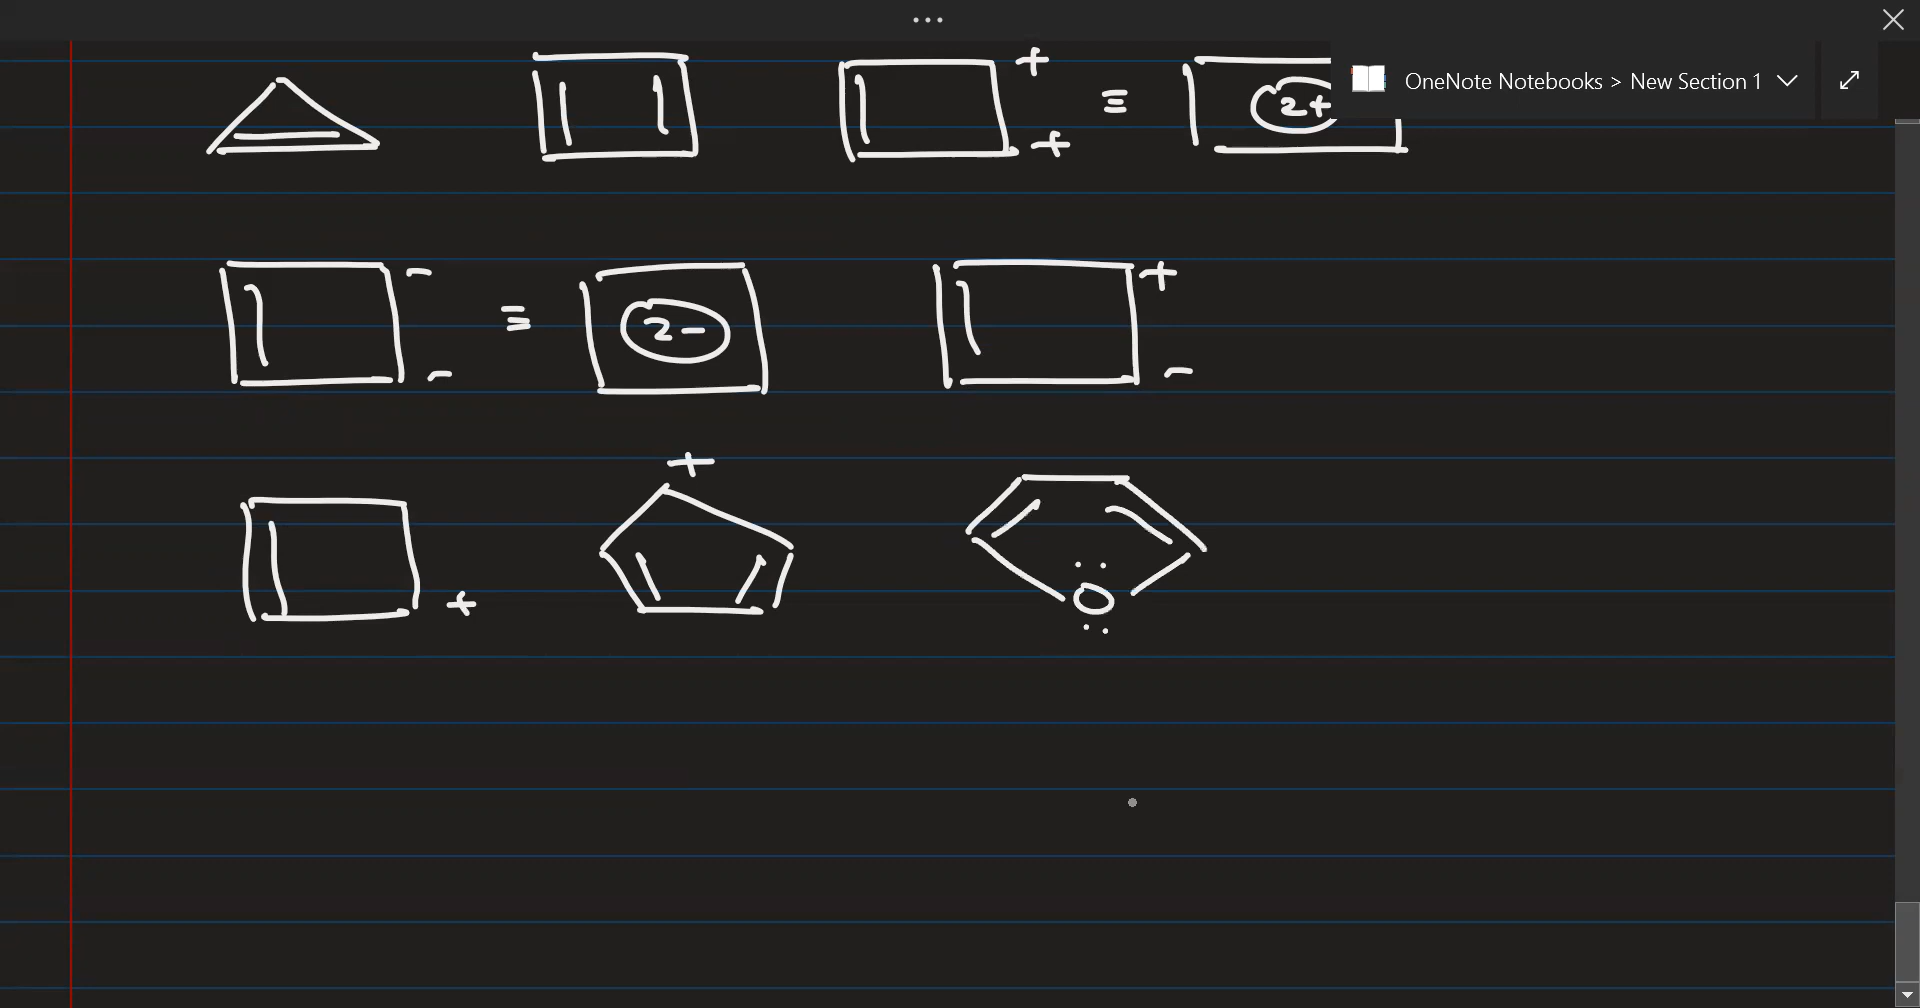 OneNote Notebooks > New Section 1
+
+ ≡ 2+
- ≡ 2- +
- -
+
+ O